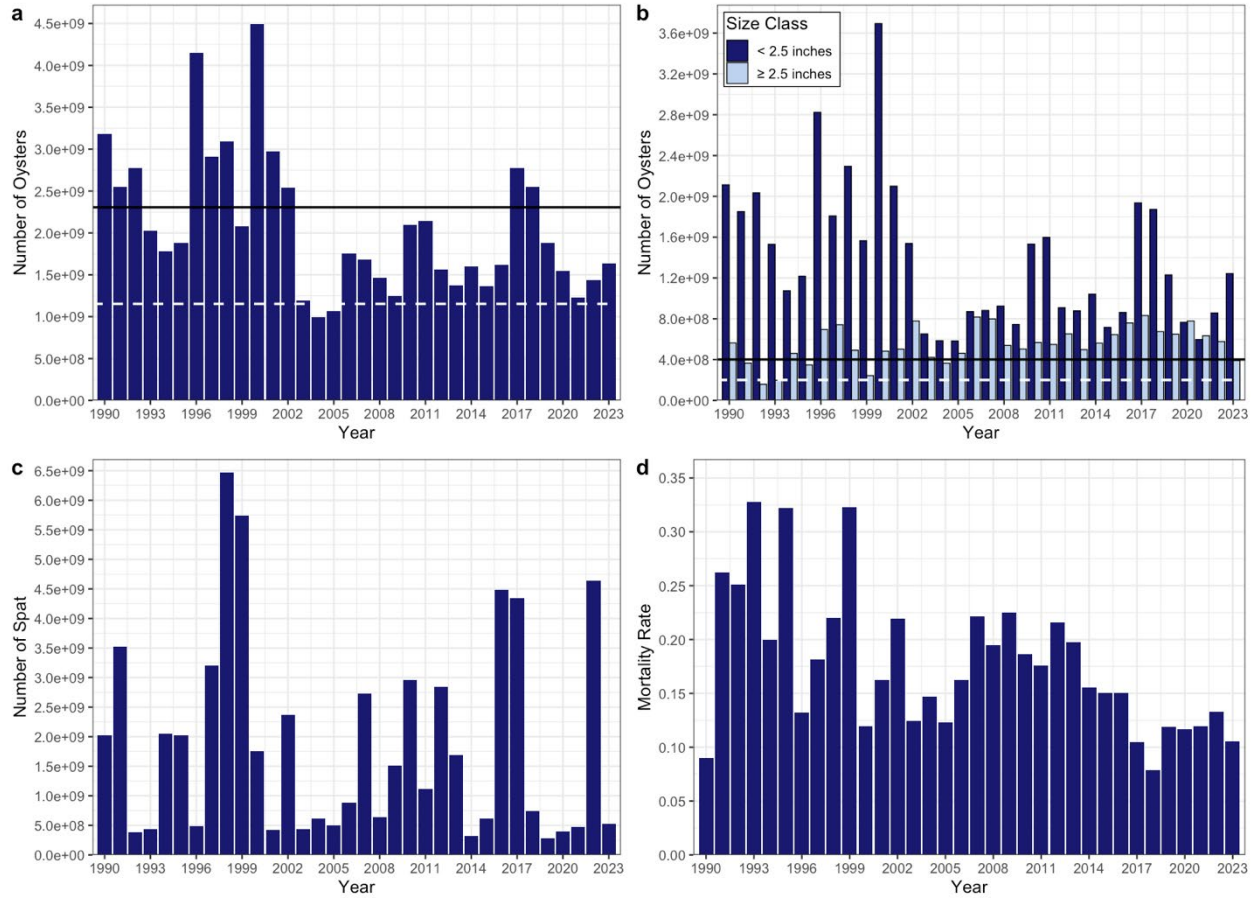 a
Number of Oysters
4.5e+09
4.0e+09
3.5e+09
3.0e+09
2.5e+09
2.0e+09
1.5e+09
1.0e+09
5.0e+08
0.0e+00
1990 1993 1996 1999 2002 2005 2008 2011 2014 2017 2020 2023
Year
b
Number of Oysters
3.6e+09
3.2e+09
2.8e+09
2.4e+09
2.0e+09
1.6e+09
1.2e+09
8.0e+08
4.0e+08
0.0e+00
Size Class
< 2.5 inches
≥ 2.5 inches
1990 1993 1996 1999 2002 2005 2008 2011 2014 2017 2020 2023
Year
c
Number of Spat
6.5e+09
6.0e+09
5.5e+09
5.0e+09
4.5e+09
4.0e+09
3.5e+09
3.0e+09
2.5e+09
2.0e+09
1.5e+09
1.0e+09
5.0e+08
0.0e+00
1990 1993 1996 1999 2002 2005 2008 2011 2014 2017 2020 2023
Year
d
Mortality Rate
0.35
0.30
0.25
0.20
0.15
0.10
0.05
0.00
1990 1993 1996 1999 2002 2005 2008 2011 2014 2017 2020 2023
Year